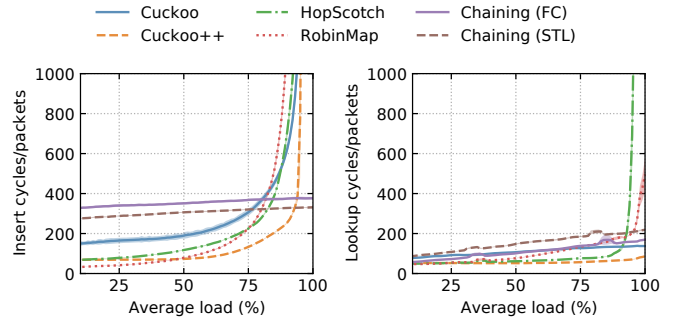 Cuckoo HopScotch Chaining (FC)
Cuckoo++ RobinMap Chaining (STL)
Insert cycles/packets
1000
800
600
400
200
0
25 50 75 100
Average load (%)
Lookup cycles/packets
1000
800
600
400
200
0
25 50 75 100
Average load (%)